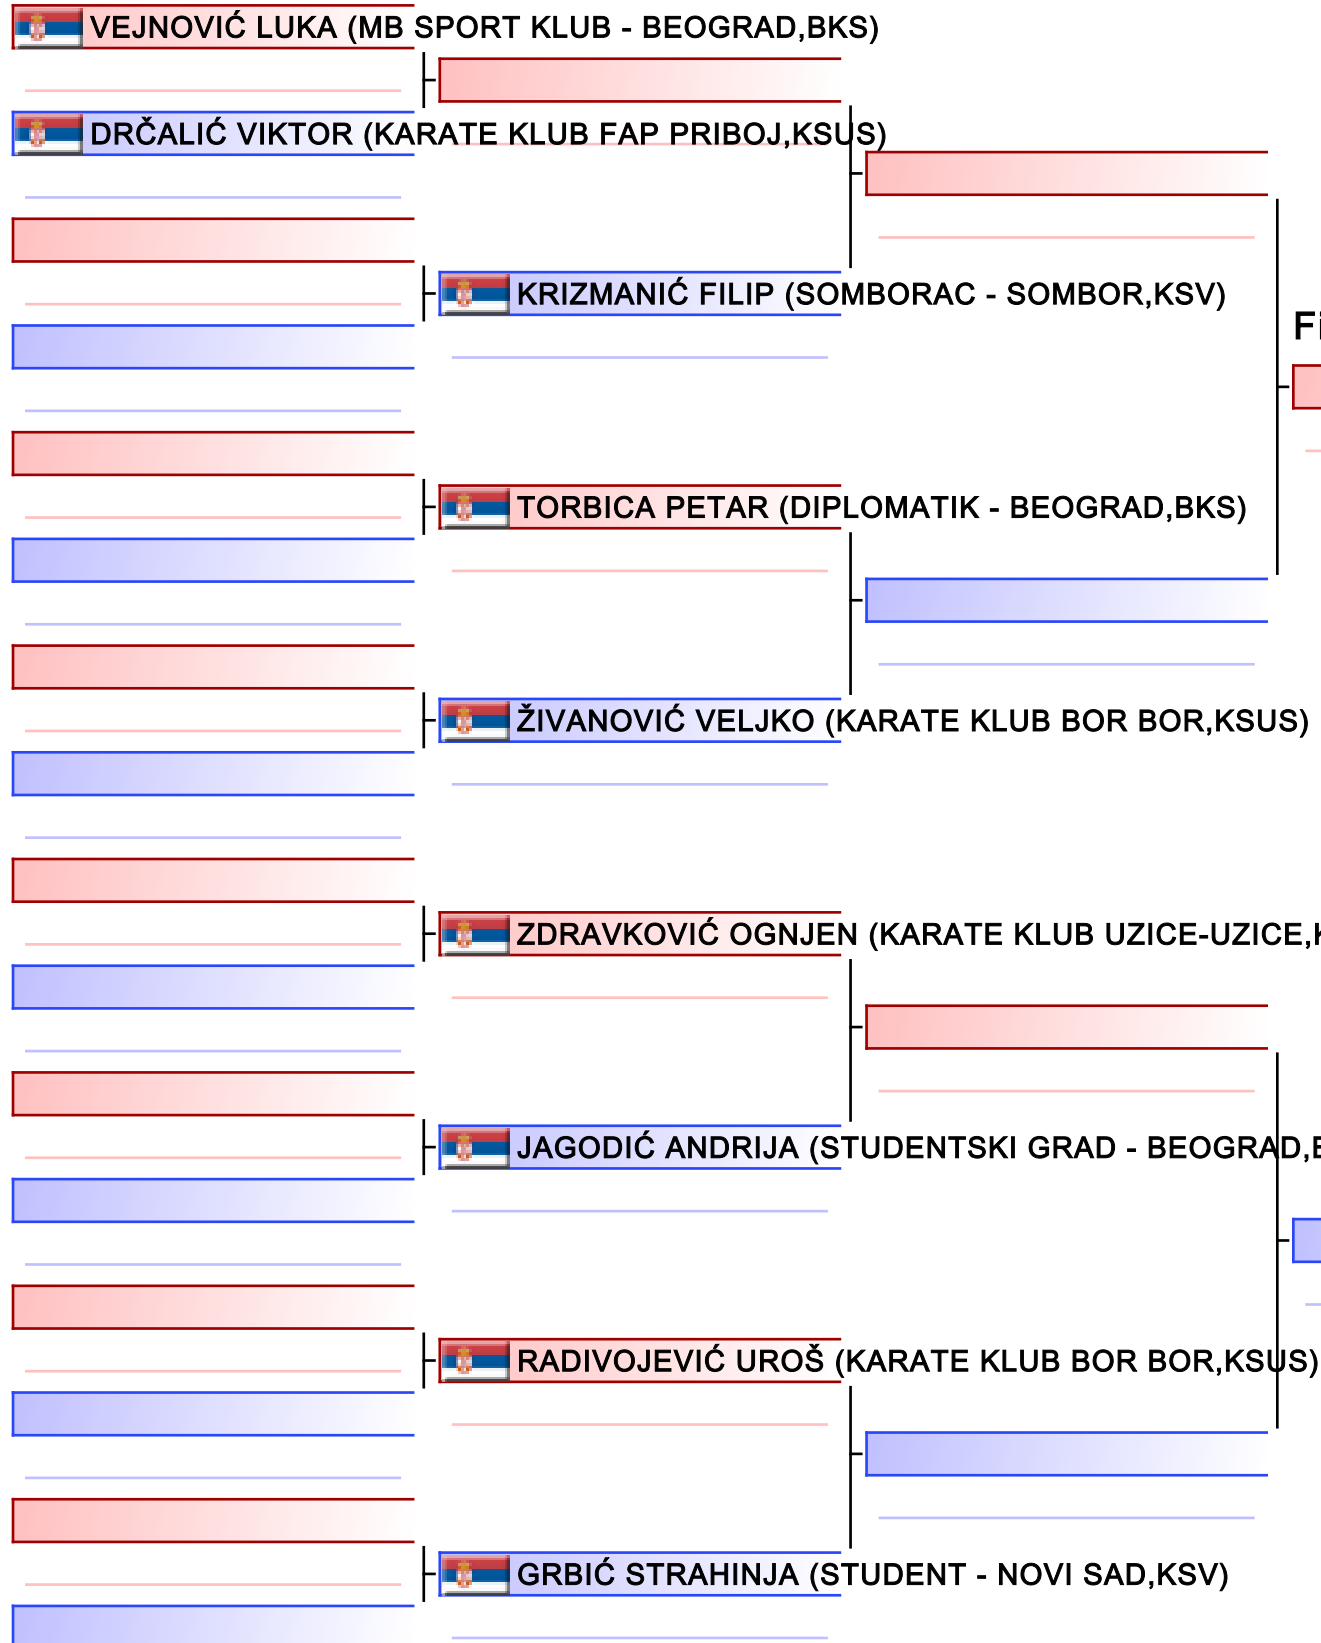 VEJNOVIĆ LUKA (MB SPORT KLUB - BEOGRAD,BKS)
DRČALIĆ VIKTOR (KARATE KLUB FAP PRIBOJ,KSUS)
KRIZMANIĆ FILIP (SOMBORAC - SOMBOR,KSV)
Fi
TORBICA PETAR (DIPLOMATIK - BEOGRAD,BKS)
ŽIVANOVIĆ VELJKO (KARATE KLUB BOR BOR,KSUS)
ZDRAVKOVIĆ OGNJEN (KARATE KLUB UZICE-UZICE,
JAGODIĆ ANDRIJA (STUDENTSKI GRAD - BEOGRAD,
RADIVOJEVIĆ UROŠ (KARATE KLUB BOR BOR,KSUS)
GRBIĆ STRAHINJA (STUDENT - NOVI SAD,KSV)